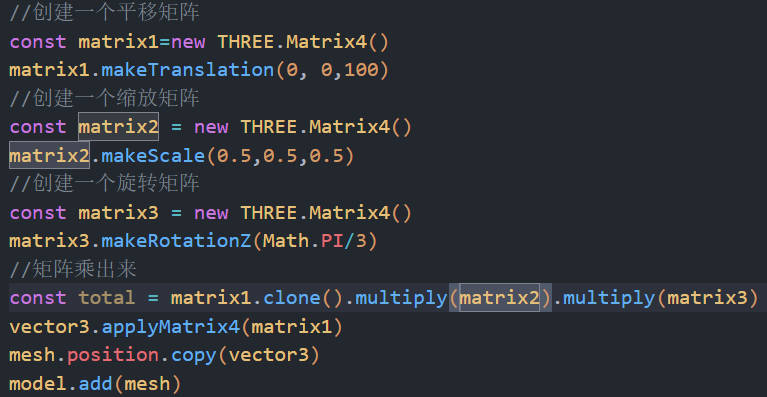 //创建一个平移矩阵
const matrix1=new THREE.Matrix4()
matrix1.makeTranslation(0, 0,100)
//创建一个缩放矩阵
const matrix2 = new THREE.Matrix4()
matrix2.makeScale(0.5,0.5,0.5)
//创建一个旋转矩阵
const matrix3 = new THREE.Matrix4()
matrix3.makeRotationZ(Math.PI/3)
//矩阵乘出来
const total = matrix1.clone().multiply(matrix2).multiply(matrix3)
vector3.applyMatrix4(matrix1)
mesh.position.copy(vector3)
model.add(mesh)